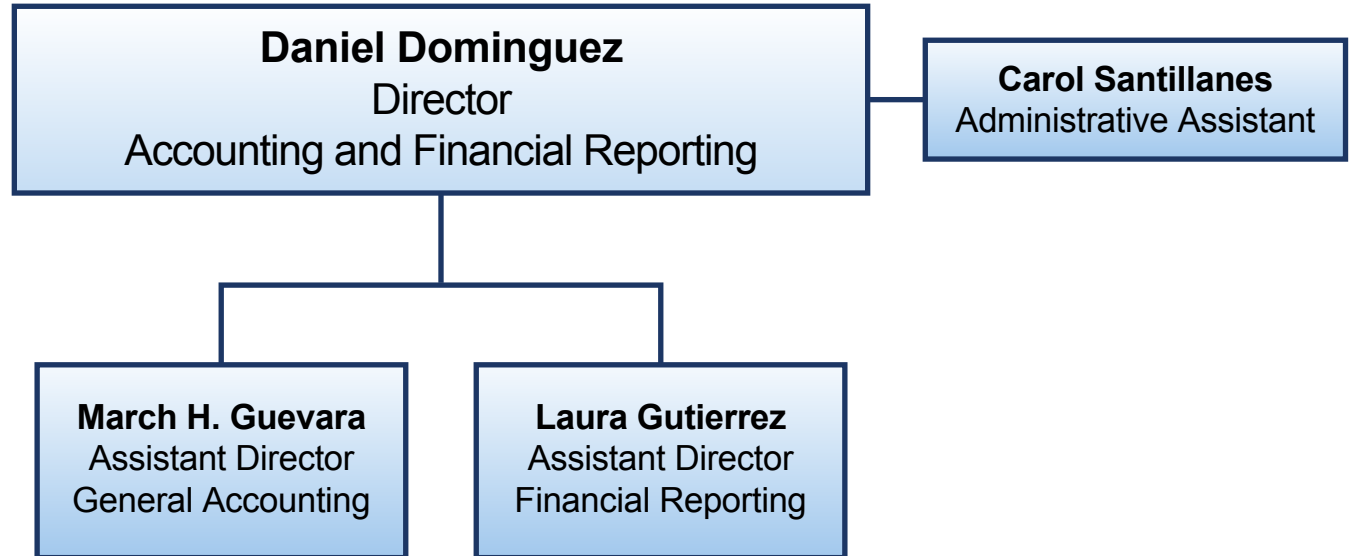 Daniel Dominguez
Director
Accounting and Financial Reporting
Carol Santillanes
Administrative Assistant
March H. Guevara
Assistant Director
General Accounting
Laura Gutierrez
Assistant Director
Financial Reporting